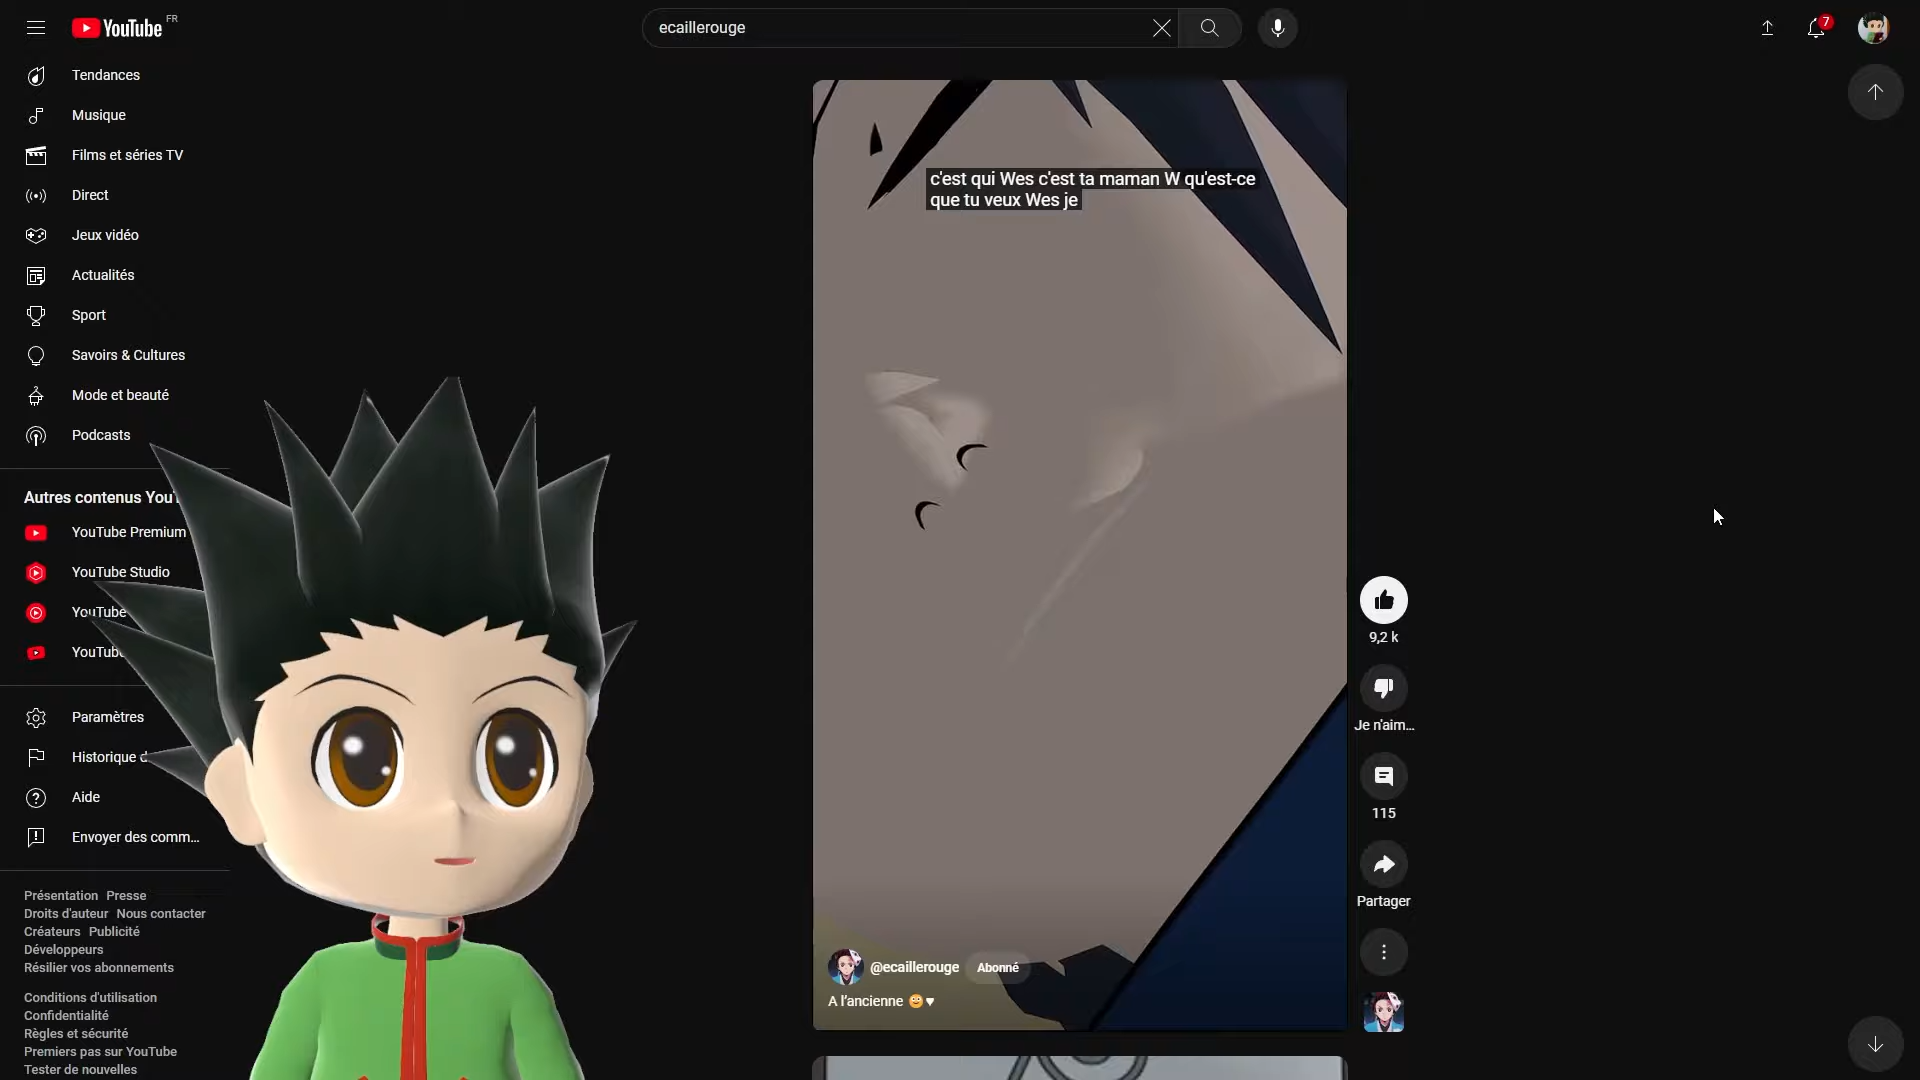 YouTube FR
ecaillerouge
7
Tendances
Musique
Films et séries TV
Direct
Jeux vidéo
Actualités
Sport
Savoirs & Cultures
Mode et beauté
Podcasts
Autres contenus You
YouTube Premium
YouTube Studio
YouTube
YouTube
Paramètres
Historique d
Aide
Envoyer des comm...
Présentation Presse
Droits d'auteur Nous contacter
Créateurs Publicité
Développeurs
Résilier vos abonnements
Conditions d'utilisation
Confidentialité
Règles et sécurité
Premiers pas sur YouTube
Tester de nouvelles
c'est qui Wes c'est ta maman W qu'est-ce
que tu veux Wes je
@ecaillerouge Abonné
A l'ancienne
9,2 k
Je n'aim...
115
Partager